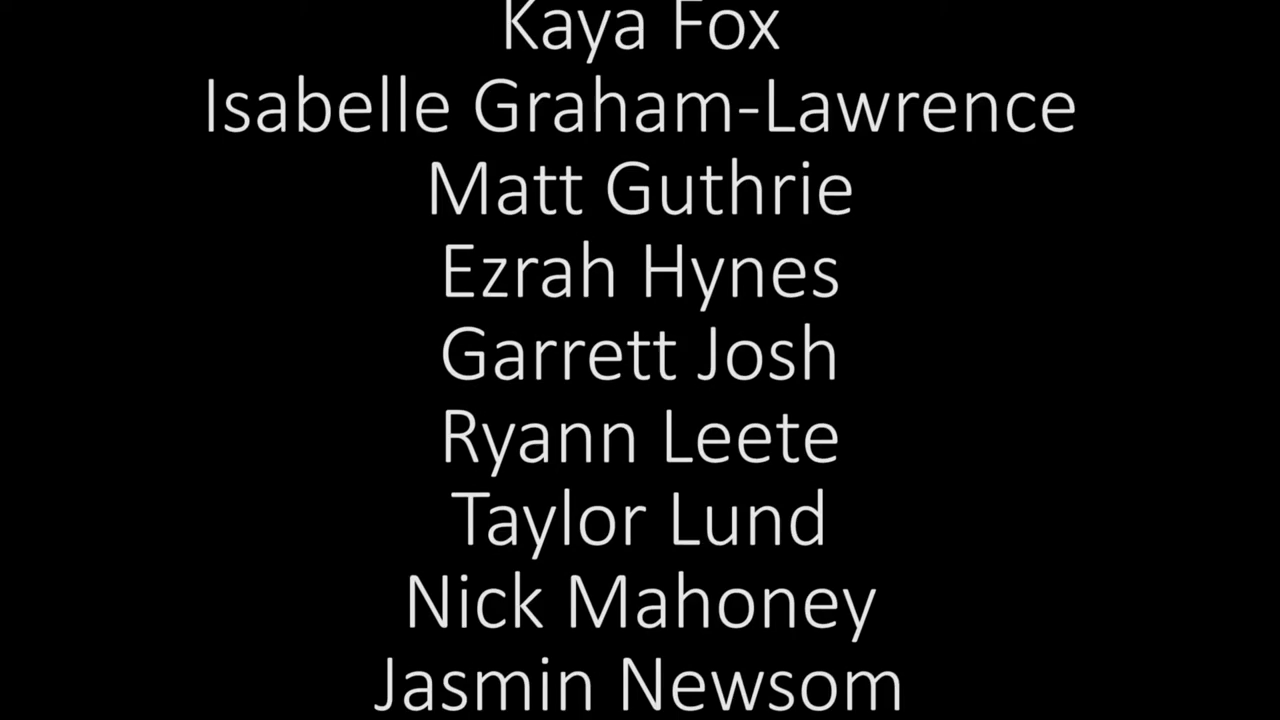 Kaya Fox
Isabelle Graham-Lawrence
Matt Guthrie
Ezrah Hynes
Garrett Josh
Ryann Leete
Taylor Lund
Nick Mahoney
Jasmin Newsom